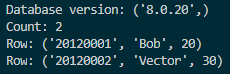 Database version: ('8.0.20',)
Count: 2
Row: ('20120001', 'Bob', 20)
Row: ('20120002', 'Vector', 30)